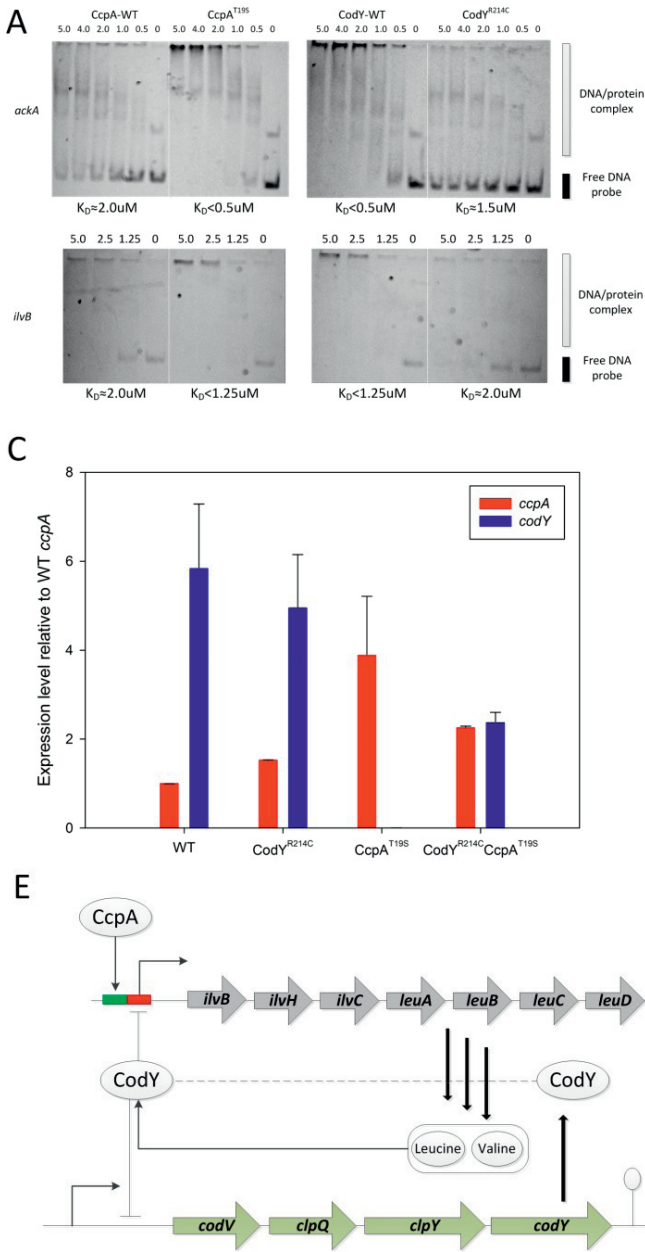 A
CcpA-WT CcpA^T19S CodY-WT CodY^R214C
5.0 4.0 2.0 1.0 0.5 0 5.0 4.0 2.0 1.0 0.5 0 5.0 4.0 2.0 1.0 0.5 0 5.0 4.0 2.0 1.0 0.5 0
ackA
DNA/protein
complex
Free DNA
probe
K_D≈2.0uM K_D<0.5uM K_D<0.5uM K_D≈1.5uM
5.0 2.5 1.25 0 5.0 2.5 1.25 0 5.0 2.5 1.25 0 5.0 2.5 1.25 0
ilvB
DNA/protein
complex
Free DNA
probe
K_D≈2.0uM K_D<1.25uM K_D<1.25uM K_D≈2.0uM
C
8
6
4
2
0
Expression level relative to WT ccpA
ccpA
codY
WT CodY^R214C CcpA^T19S CodY^R214C CcpA^T19S
E
CcpA
ilvB ilvH ilvC leuA leuB leuC leuD
CodY CodY
Leucine Valine
codV clpQ clpY codY